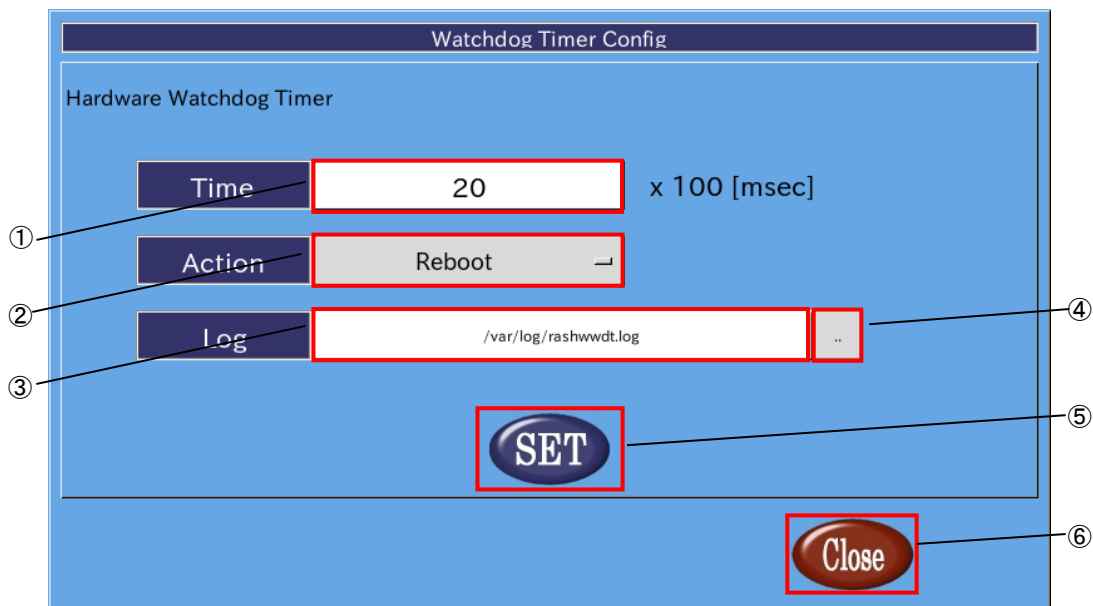 Watchdog Timer Config
Hardware Watchdog Timer
Time 20 x 100 [msec]
①
Action Reboot
②
Log /var/log/rashwwdt.log .. ④
③
SET ⑤
Close ⑥